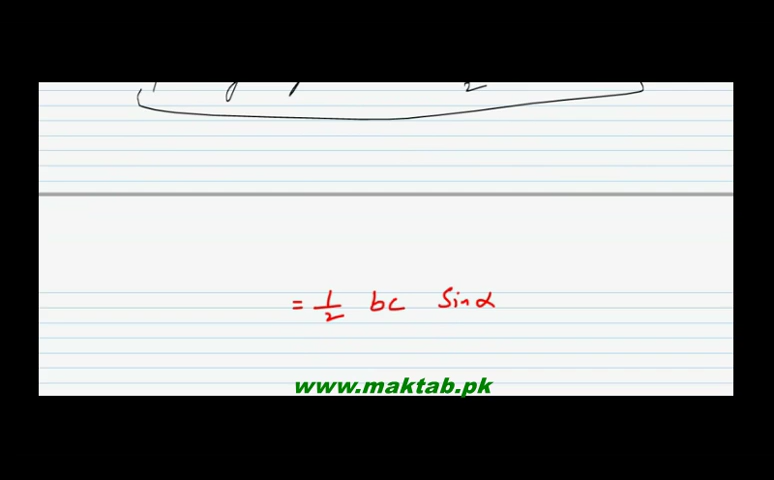 = 1/2 bc Sinα
www.maktab.pk